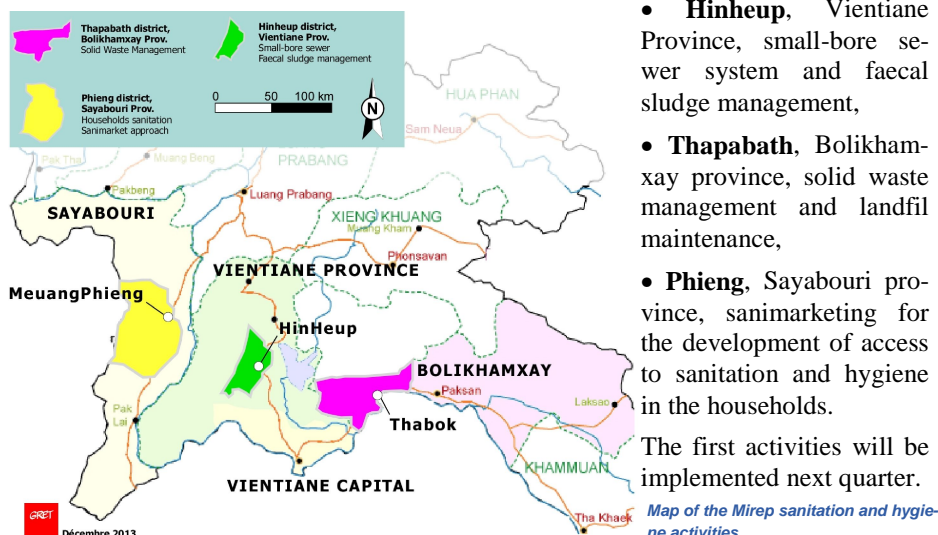 Thapabath district,
Bolikhamxay Prov.
Solid Waste Management
Hinheup district,
Vientiane Prov.
Small-bore sewer
Faecal sludge management
Phieng district,
Sayabouri Prov.
Households sanitation
Sanimarket approach
0 50 100 km
N
HUA PHAN
Sam Neua
Pak Tha
Muang Beng
PRABANG
Pakbeng
Luang Prabang
SAYABOURI
XIENG KHUANG
Muang Kham
Phonsavan
VIENTIANE PROVINCE
MeuangPhieng
HinHeup
BOLIKHAMXAY
Paksan
Laksao
Pak
Lai
Thabok
KHAMMUAN
VIENTIANE CAPITAL
Tha Khaek
GRET
Décembre 2013
• Hinheup, Vientiane
Province, small-bore se-
wer system and faecal
sludge management,
• Thapabath, Bolikham-
xay province, solid waste
management and landfil
maintenance,
• Phieng, Sayabouri pro-
vince, sanimarketing for
the development of access
to sanitation and hygiene
in the households.
The first activities will be
implemented next quarter.
Map of the Mirep sanitation and hygie-
ne activities